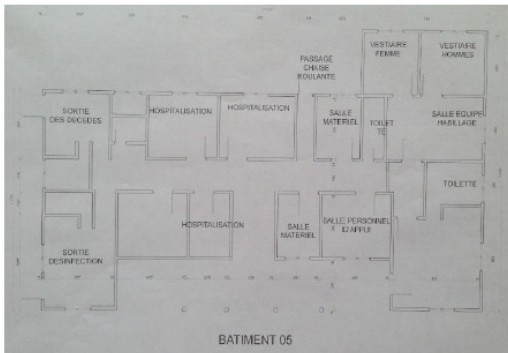 VESTIAIRE
FEMME
VESTIAIRE
HOMMES
PASSAGE
CHAISE
ROULANTE
SORTIE
DES DECEDES
HOSPITALISATION
HOSPITALISATION
SALLE
MATERIEL
TOILET
TE
SALLE EQUIPE
HABILLAGE
TOILETTE
HOSPITALISATION
SALLE
MATERIEL
SALLE PERSONNEL
D'APPUI
SORTIE
DESINFECTION
BATIMENT 05